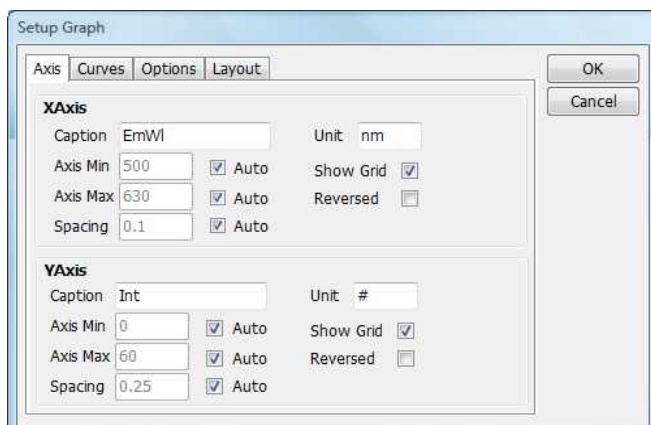 Setup Graph
Axis Curves Options Layout
OK
Cancel
XAxis
Caption EmWl Unit nm
Axis Min 500 Auto Show Grid
Axis Max 630 Auto Reversed
Spacing 0.1 Auto
YAxis
Caption Int Unit #
Axis Min 0 Auto Show Grid
Axis Max 60 Auto Reversed
Spacing 0.25 Auto